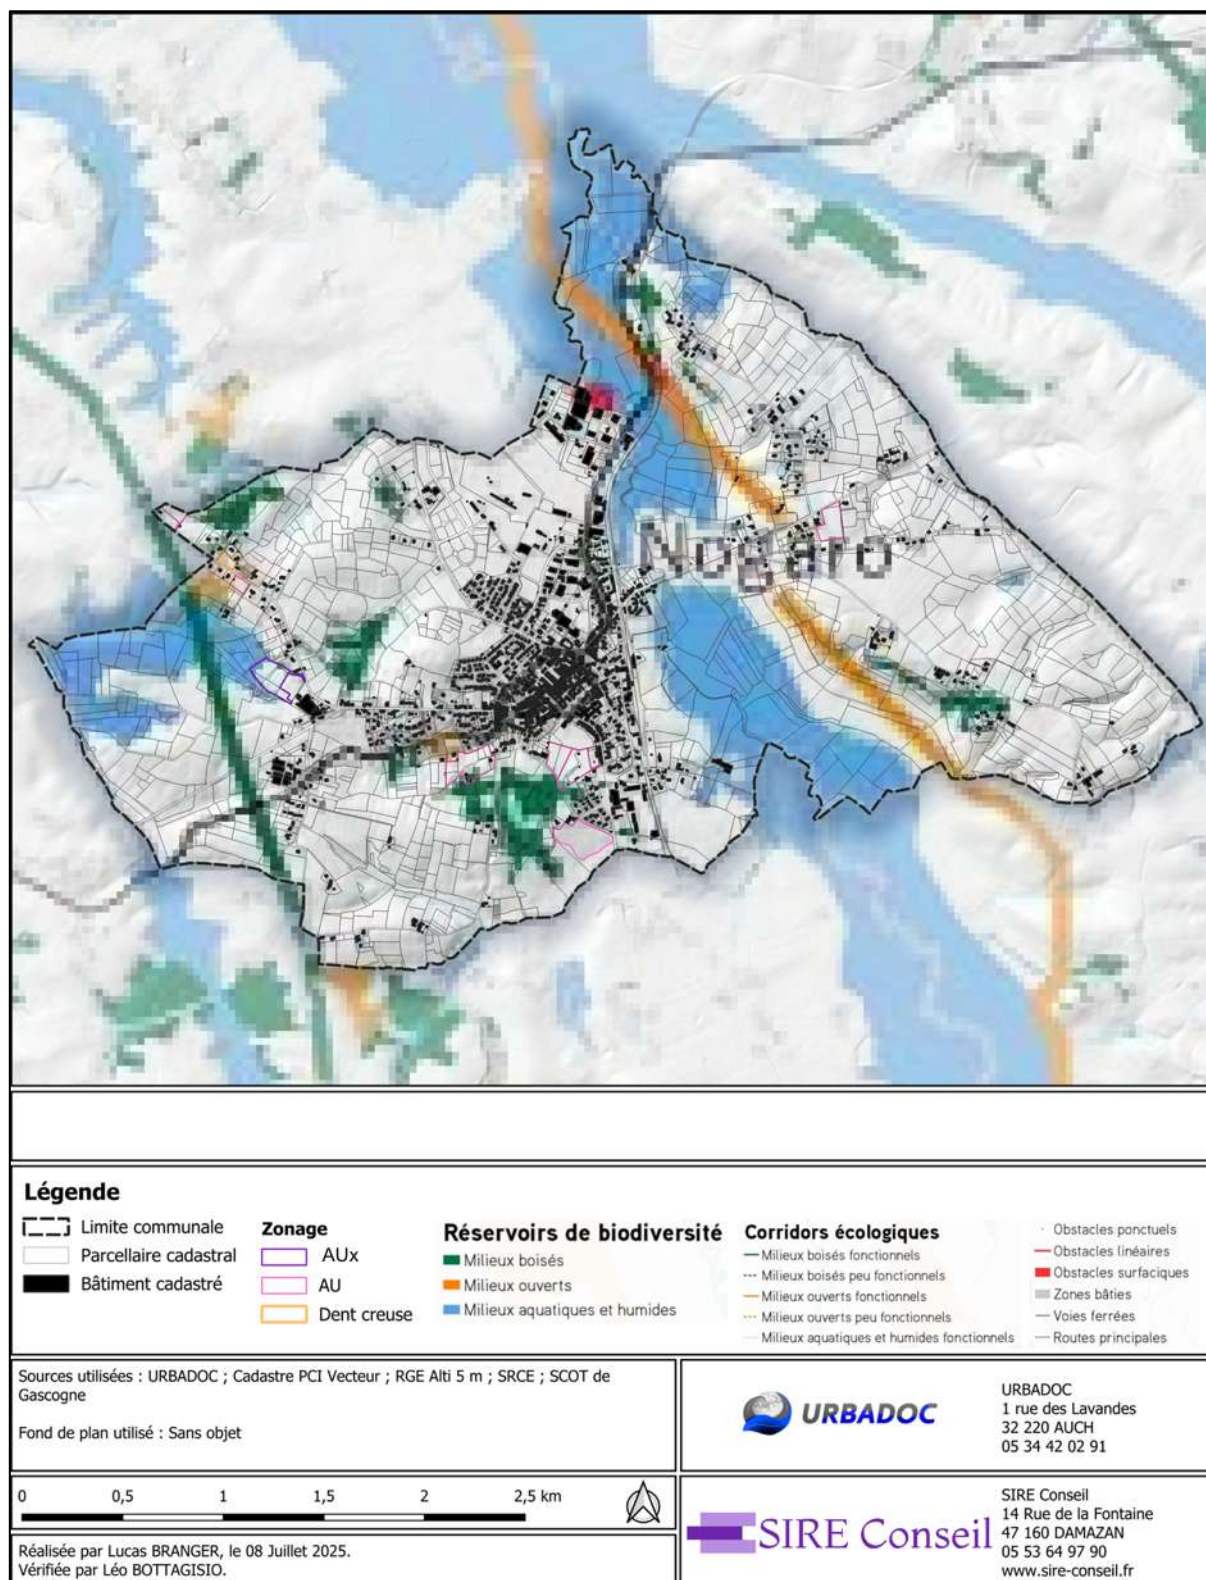 Nogaro
Légende
Limite communale
Parcellaire cadastral
Bâtiment cadastré
Zonage
AUx
AU
Dent creuse
Réservoirs de biodiversité
Milieux boisés
Milieux ouverts
Milieux aquatiques et humides
Corridors écologiques
Milieux boisés fonctionnels
Milieux boisés peu fonctionnels
Milieux ouverts fonctionnels
Milieux ouverts peu fonctionnels
Milieux aquatiques et humides fonctionnels
Obstacles ponctuels
Obstacles linéaires
Obstacles surfaciques
Zones bâties
Voies ferrées
Routes principales
Sources utilisées : URBADOC ; Cadastre PCI Vecteur ; RGE Alti 5 m ; SRCE ; SCOT de
Gascogne
Fond de plan utilisé : Sans objet
URBADOC
URBADOC
1 rue des Lavandes
32 220 AUCH
05 34 42 02 91
0 0,5 1 1,5 2 2,5 km
Réalisée par Lucas BRANGER, le 08 Juillet 2025.
Vérifiée par Léo BOTTAGISIO.
SIRE Conseil
SIRE Conseil
14 Rue de la Fontaine
47 160 DAMAZAN
05 53 64 97 90
www.sire-conseil.fr